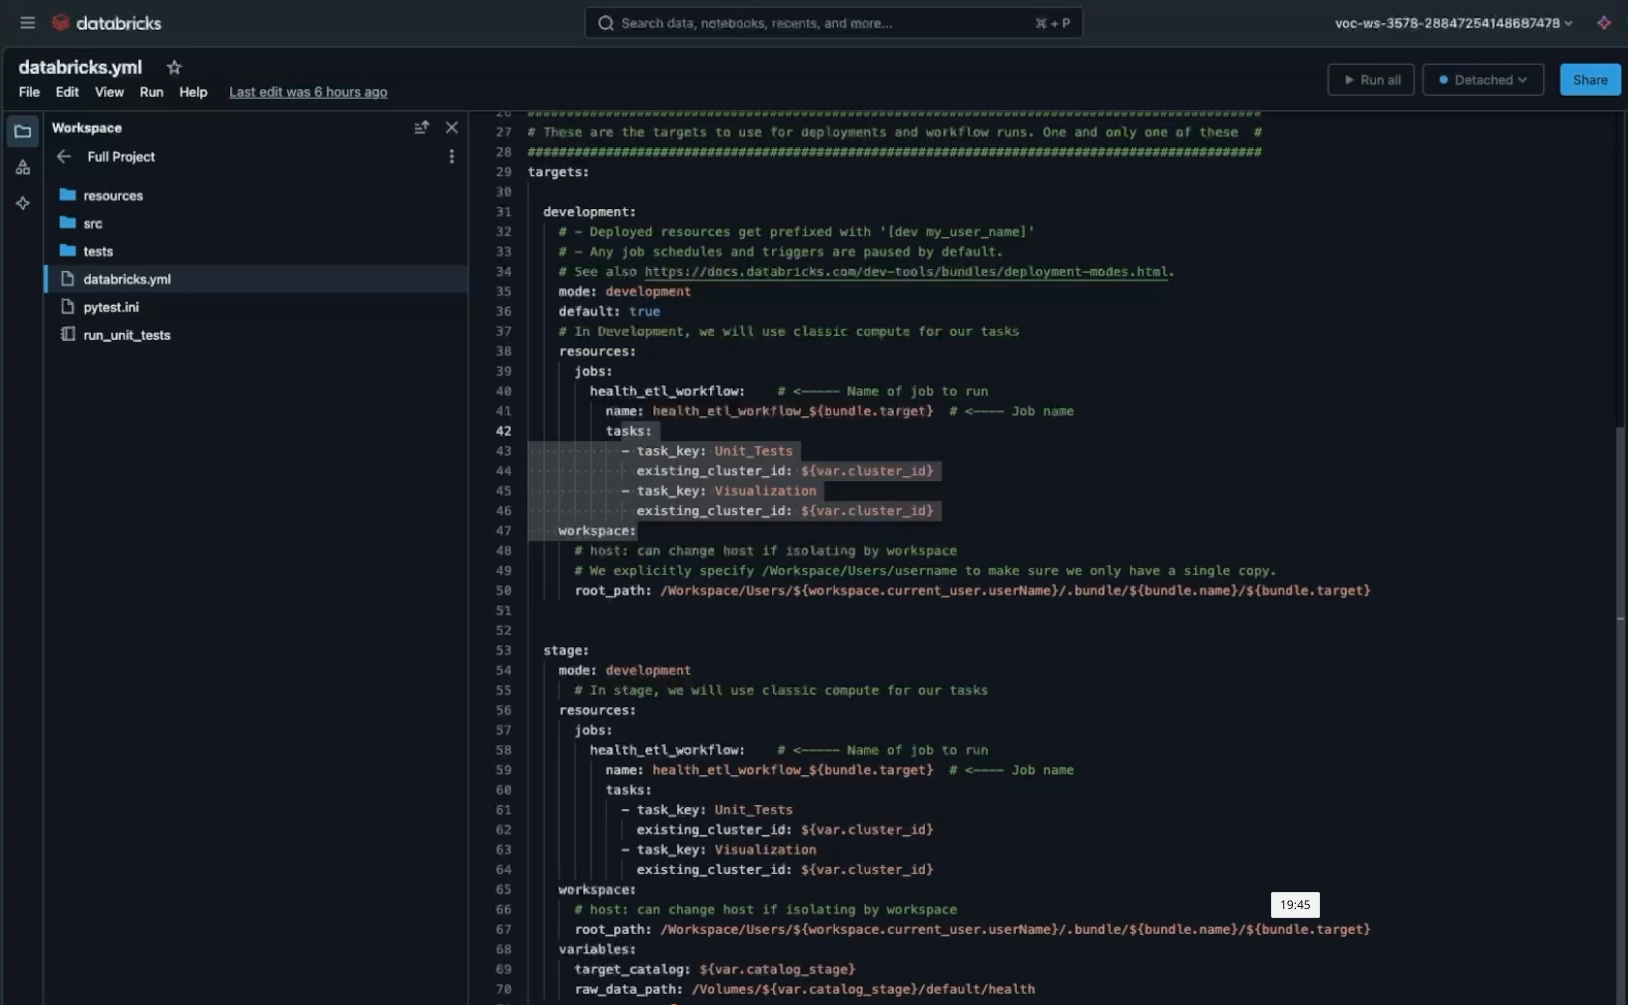 databricks
Search data, notebooks, recents, and more...
⌘ + P
voc-ws-3578-28847254148687478
databricks.yml
File Edit View Run Help Last edit was 6 hours ago
Run all
Detached
Share
Workspace
Full Project
resources
src
tests
databricks.yml
pytest.ini
run_unit_tests
26 ##############################################################################################
27 # These are the targets to use for deployments and workflow runs. One and only one of these  #
28 ##############################################################################################
29 targets:
30
31   development:
32     # - Deployed resources get prefixed with '[dev my_user_name]'
33     # - Any job schedules and triggers are paused by default.
34     # See also https://docs.databricks.com/dev-tools/bundles/deployment-modes.html.
35     mode: development
36     default: true
37     # In Development, we will use classic compute for our tasks
38     resources:
39       jobs:
40         health_etl_workflow:    # <----- Name of job to run
41           name: health_etl_workflow_${bundle.target}  # <---- Job name
42           tasks:
43             - task_key: Unit_Tests
44               existing_cluster_id: ${var.cluster_id}
45             - task_key: Visualization
46               existing_cluster_id: ${var.cluster_id}
47     workspace:
48       # host: can change host if isolating by workspace
49       # We explicitly specify /Workspace/Users/username to make sure we only have a single copy.
50       root_path: /Workspace/Users/${workspace.current_user.userName}/.bundle/${bundle.name}/${bundle.target}
51
52
53   stage:
54     mode: development
55       # In stage, we will use classic compute for our tasks
56     resources:
57       jobs:
58         health_etl_workflow:    # <----- Name of job to run
59           name: health_etl_workflow_${bundle.target}  # <---- Job name
60           tasks:
61             - task_key: Unit_Tests
62               existing_cluster_id: ${var.cluster_id}
63             - task_key: Visualization
64               existing_cluster_id: ${var.cluster_id}
65     workspace:
66       # host: can change host if isolating by workspace
19:45
67       root_path: /Workspace/Users/${workspace.current_user.userName}/.bundle/${bundle.name}/${bundle.target}
68     variables:
69       target_catalog: ${var.catalog_stage}
70       raw_data_path: /Volumes/${var.catalog_stage}/default/health